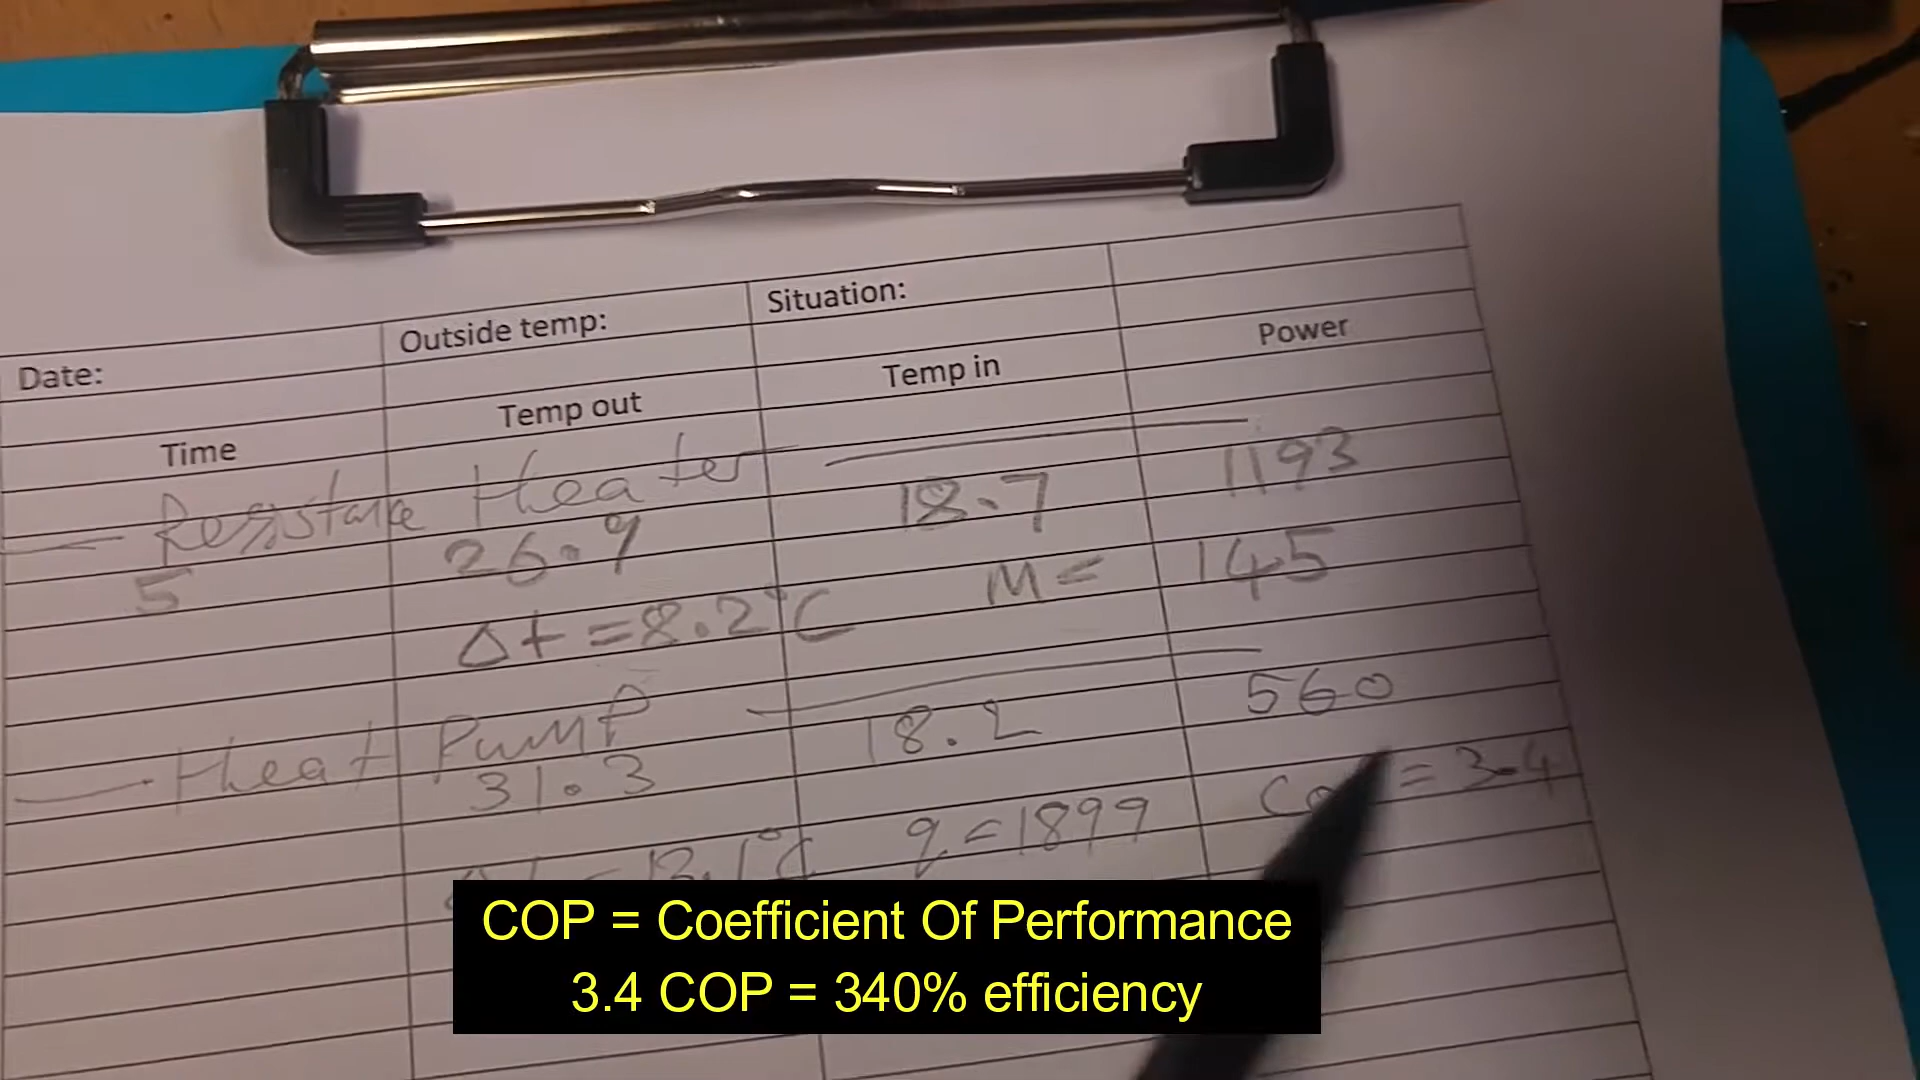 Date: Outside temp: Situation:
Time Temp out Temp in Power
Resistance Heater
5 26.9 18.7 1193
Δt = 8.2°C M = 145
Heat Pump
31.3 18.2 560
13.1°C q = 1899 = 3.4
COP = Coefficient Of Performance
3.4 COP = 340% efficiency